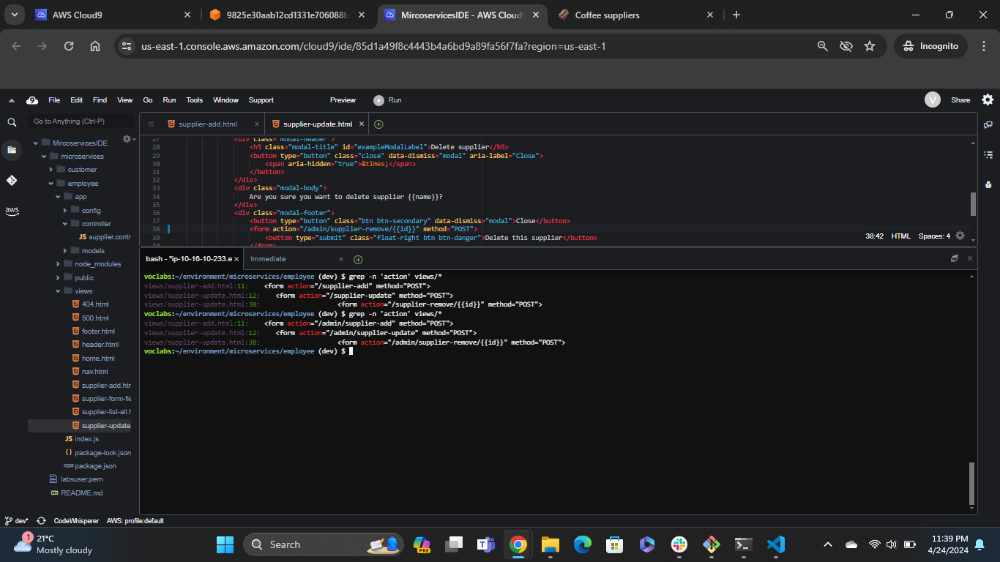 AWS Cloud9
9825e30aab12cd1331e706088b
MircoservicesIDE - AWS Cloud9
Coffee suppliers
us-east-1.console.aws.amazon.com/cloud9/ide/85d1a49f8c4443b4a6bd9a89fa56f7fa?region=us-east-1
Incognito
File Edit Find View Go Run Tools Window Support Preview Run
V Share
Go to Anything (Ctrl-P)
supplier-add.html
supplier-update.html
MircoservicesIDE
microservices
customer
employee
app
config
controller
JS supplier.contr
models
node_modules
public
views
404.html
500.html
footer.html
header.html
home.html
nav.html
supplier-add.htr
supplier-form-fie
supplier-list-all.h
supplier-update
JS index.js
package-lock.json
package.json
labsuser.pem
README.md
27 <div class="modal-header">
28 <h5 class="modal-title" id="exampleModalLabel">Delete supplier</h5>
29 <button type="button" class="close" data-dismiss="modal" aria-label="Close">
30 <span aria-hidden="true">&times;</span>
31 </button>
32 </div>
33 <div class="modal-body">
34 Are you sure you want to delete supplier {{name}}?
35 </div>
36 <div class="modal-footer">
37 <button type="button" class="btn btn-secondary" data-dismiss="modal">Close</button>
38 <form action="/admin/supplier-remove/{{id}}" method="POST">
39 <button type="submit" class="float-right btn btn-danger">Delete this supplier</button>
40 </form>
38:42 HTML Spaces: 4
bash - "ip-10-16-10-233.e
Immediate
voclabs:~/environment/microservices/employee (dev) $ grep -n 'action' views/*
views/supplier-add.html:11: <form action="/supplier-add" method="POST">
views/supplier-update.html:12: <form action="/supplier-update" method="POST">
views/supplier-update.html:38: <form action="/supplier-remove/{{id}}" method="POST">
voclabs:~/environment/microservices/employee (dev) $ grep -n 'action' views/*
views/supplier-add.html:11: <form action="/admin/supplier-add" method="POST">
views/supplier-update.html:12: <form action="/admin/supplier-update" method="POST">
views/supplier-update.html:38: <form action="/admin/supplier-remove/{{id}}" method="POST">
voclabs:~/environment/microservices/employee (dev) $
dev* CodeWhisperer AWS: profile:default
1
21°C
Mostly cloudy
Search
PRE
11:39 PM
4/24/2024